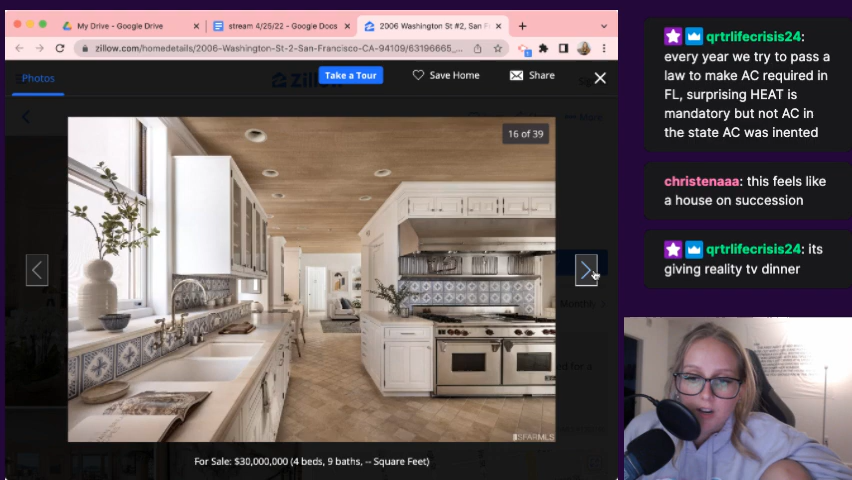 My Drive - Google Drive
stream 4/25/22 - Google Docs
2006 Washington St #2, San Fr
zillow.com/homedetails/2006-Washington-St-2-San-Francisco-CA-94109/63196665_...
Photos
Take a Tour
Save Home
Share
16 of 39
SFARMLS
For Sale: $30,000,000 (4 beds, 9 baths, -- Square Feet)
qrtrlifecrisis24:
every year we try to pass a
law to make AC required in
FL, surprising HEAT is
mandatory but not AC in
the state AC was inented
christenaaa: this feels like
a house on succession
qrtrlifecrisis24: its
giving reality tv dinner